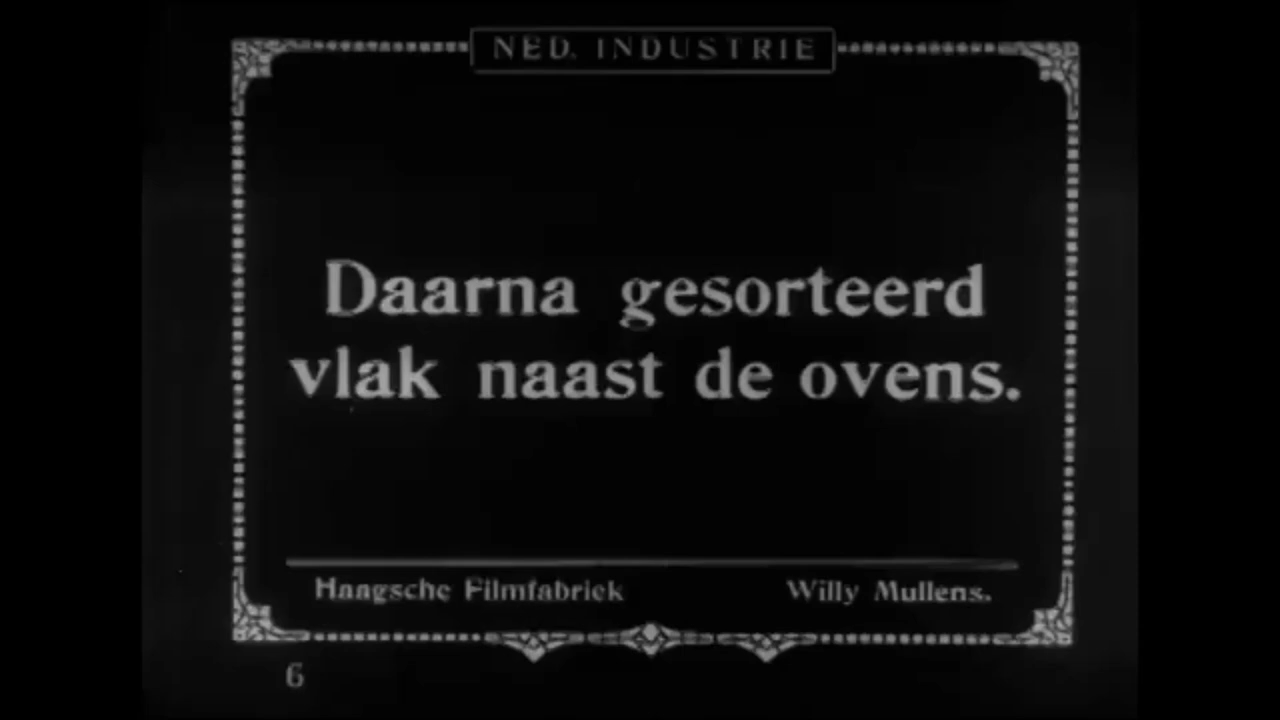 NED. INDUSTRIE
Daarna gesorteerd
vlak naast de ovens.
Haagsche Filmfabriek Willy Mullens.
6